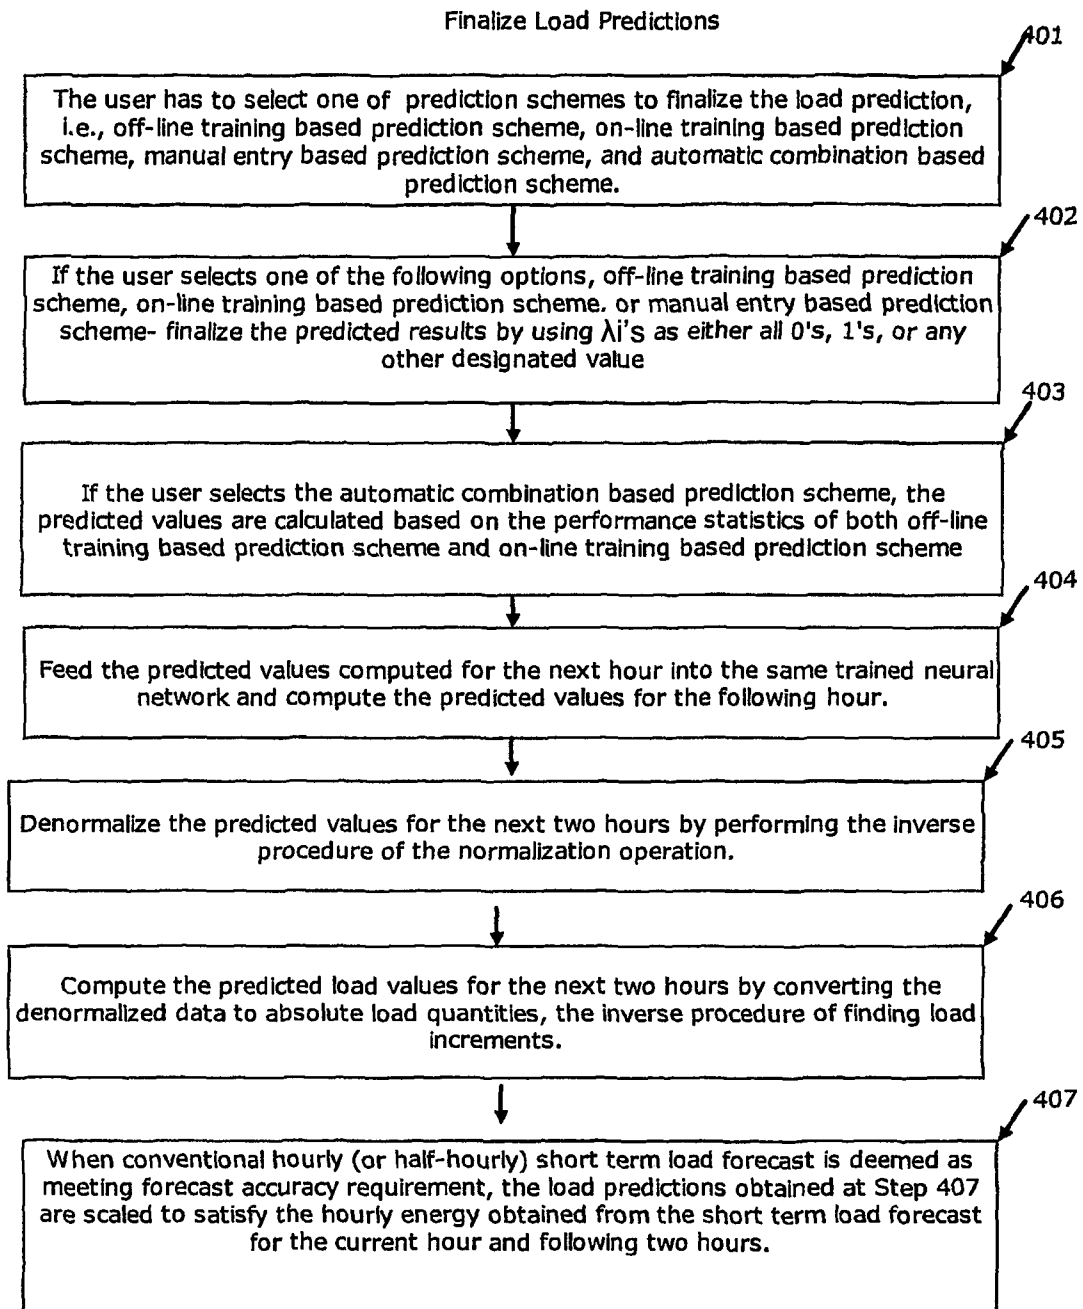 Finalize Load Predictions
401
The user has to select one of prediction schemes to finalize the load prediction,
i.e., off-line training based prediction scheme, on-line training based prediction
scheme, manual entry based prediction scheme, and automatic combination based
prediction scheme.
402
If the user selects one of the following options, off-line training based prediction
scheme, on-line training based prediction scheme. or manual entry based prediction
scheme- finalize the predicted results by using λi's as either all 0's, 1's, or any
other designated value
403
If the user selects the automatic combination based prediction scheme, the
predicted values are calculated based on the performance statistics of both off-line
training based prediction scheme and on-line training based prediction scheme
404
Feed the predicted values computed for the next hour into the same trained neural
network and compute the predicted values for the following hour.
405
Denormalize the predicted values for the next two hours by performing the inverse
procedure of the normalization operation.
406
Compute the predicted load values for the next two hours by converting the
denormalized data to absolute load quantities, the inverse procedure of finding load
increments.
407
When conventional hourly (or half-hourly) short term load forecast is deemed as
meeting forecast accuracy requirement, the load predictions obtained at Step 407
are scaled to satisfy the hourly energy obtained from the short term load forecast
for the current hour and following two hours.